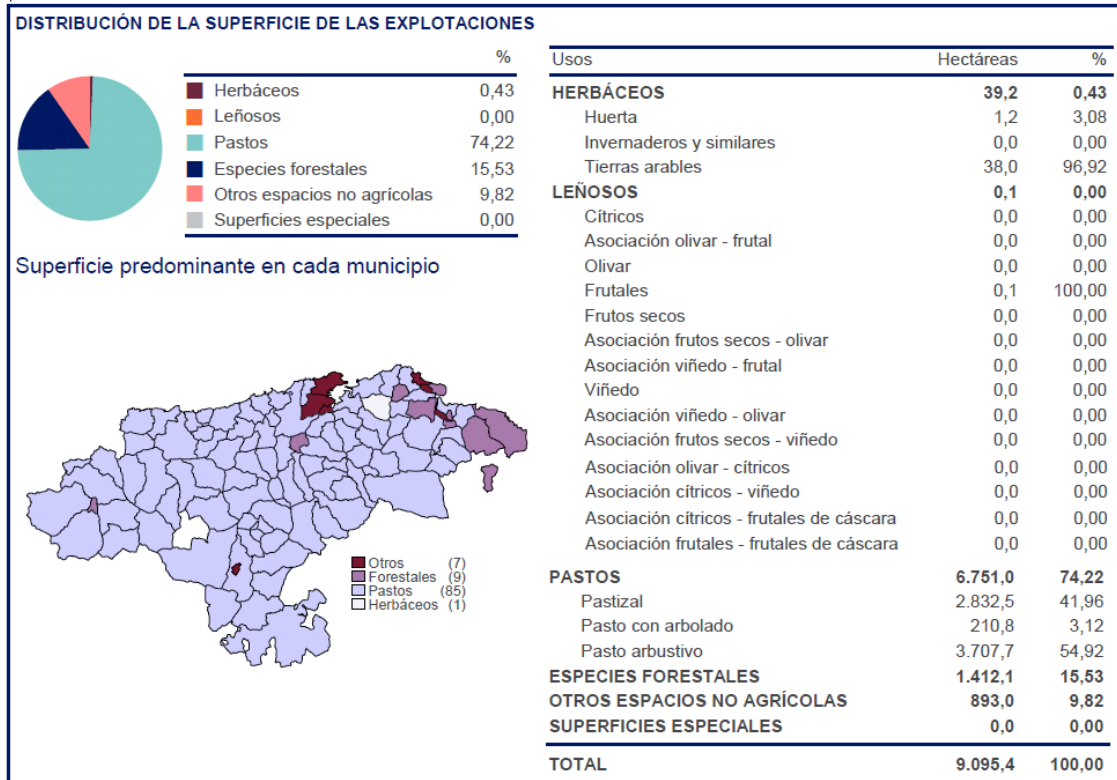 DISTRIBUCIÓN DE LA SUPERFICIE DE LAS EXPLOTACIONES
%
Herbáceos 0,43
Leñosos 0,00
Pastos 74,22
Especies forestales 15,53
Otros espacios no agrícolas 9,82
Superficies especiales 0,00
Superficie predominante en cada municipio
Otros (7)
Forestales (9)
Pastos (85)
Herbáceos (1)
Usos Hectáreas %
HERBÁCEOS 39,2 0,43
Huerta 1,2 3,08
Invernaderos y similares 0,0 0,00
Tierras arables 38,0 96,92
LEÑOSOS 0,1 0,00
Cítricos 0,0 0,00
Asociación olivar - frutal 0,0 0,00
Olivar 0,0 0,00
Frutales 0,1 100,00
Frutos secos 0,0 0,00
Asociación frutos secos - olivar 0,0 0,00
Asociación viñedo - frutal 0,0 0,00
Viñedo 0,0 0,00
Asociación viñedo - olivar 0,0 0,00
Asociación frutos secos - viñedo 0,0 0,00
Asociación olivar - cítricos 0,0 0,00
Asociación cítricos - viñedo 0,0 0,00
Asociación cítricos - frutales de cáscara 0,0 0,00
Asociación frutales - frutales de cáscara 0,0 0,00
PASTOS 6.751,0 74,22
Pastizal 2.832,5 41,96
Pasto con arbolado 210,8 3,12
Pasto arbustivo 3.707,7 54,92
ESPECIES FORESTALES 1.412,1 15,53
OTROS ESPACIOS NO AGRÍCOLAS 893,0 9,82
SUPERFICIES ESPECIALES 0,0 0,00
TOTAL 9.095,4 100,00